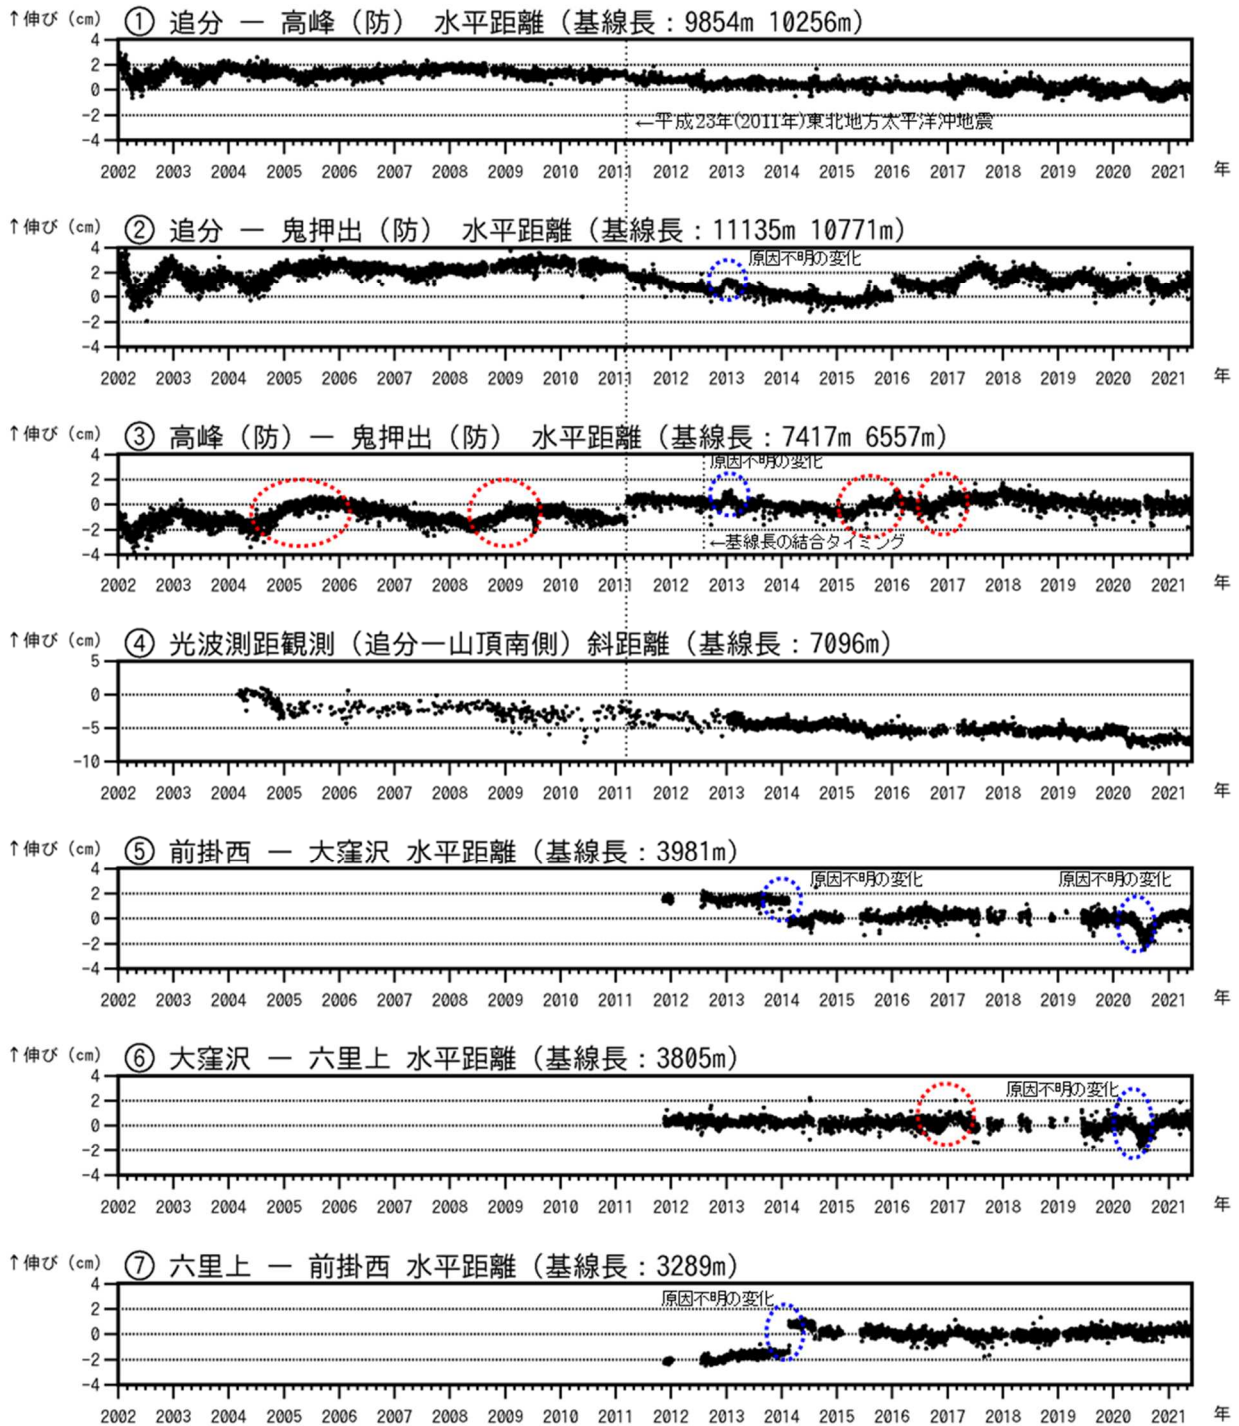 ↑伸び（cm） ① 追分 ― 高峰（防） 水平距離（基線長：9854m 10256m）
4
2
0
-2
-4
←平成23年(2011年)東北地方太平洋沖地震
2002 2003 2004 2005 2006 2007 2008 2009 2010 2011 2012 2013 2014 2015 2016 2017 2018 2019 2020 2021 年
↑伸び（cm） ② 追分 ― 鬼押出（防） 水平距離（基線長：11135m 10771m）
4
2
0
-2
-4
原因不明の変化
2002 2003 2004 2005 2006 2007 2008 2009 2010 2011 2012 2013 2014 2015 2016 2017 2018 2019 2020 2021 年
↑伸び（cm） ③ 高峰（防）― 鬼押出（防） 水平距離（基線長：7417m 6557m）
4
2
0
-2
-4
原因不明の変化
←基線長の結合タイミング
2002 2003 2004 2005 2006 2007 2008 2009 2010 2011 2012 2013 2014 2015 2016 2017 2018 2019 2020 2021 年
↑伸び（cm） ④ 光波測距観測（追分―山頂南側）斜距離（基線長：7096m）
5
0
-5
-10
2002 2003 2004 2005 2006 2007 2008 2009 2010 2011 2012 2013 2014 2015 2016 2017 2018 2019 2020 2021 年
↑伸び（cm） ⑤ 前掛西 ― 大窪沢 水平距離（基線長：3981m）
4
2
0
-2
-4
原因不明の変化 原因不明の変化
2002 2003 2004 2005 2006 2007 2008 2009 2010 2011 2012 2013 2014 2015 2016 2017 2018 2019 2020 2021 年
↑伸び（cm） ⑥ 大窪沢 ― 六里上 水平距離（基線長：3805m）
4
2
0
-2
-4
原因不明の変化
2002 2003 2004 2005 2006 2007 2008 2009 2010 2011 2012 2013 2014 2015 2016 2017 2018 2019 2020 2021 年
↑伸び（cm） ⑦ 六里上 ― 前掛西 水平距離（基線長：3289m）
4
2
0
-2
-4
原因不明の変化
2002 2003 2004 2005 2006 2007 2008 2009 2010 2011 2012 2013 2014 2015 2016 2017 2018 2019 2020 2021 年